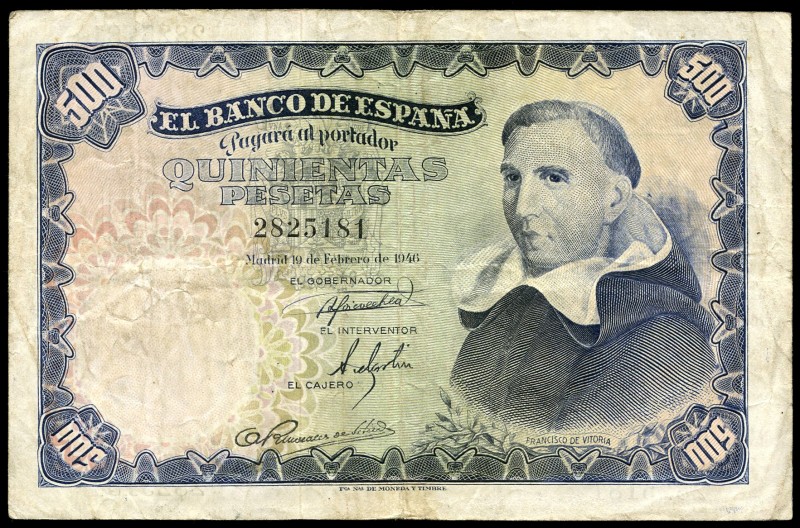 500
500
EL BANCO DE ESPAÑA
Pagará al portador
QUINIENTAS
PESETAS
2825181
Madrid 19 de Febrero de 1946
EL GOBERNADOR
EL INTERVENTOR
EL CAJERO
FRANCISCO DE VITORIA
500
500
Fca. Nal. DE MONEDA Y TIMBRE.